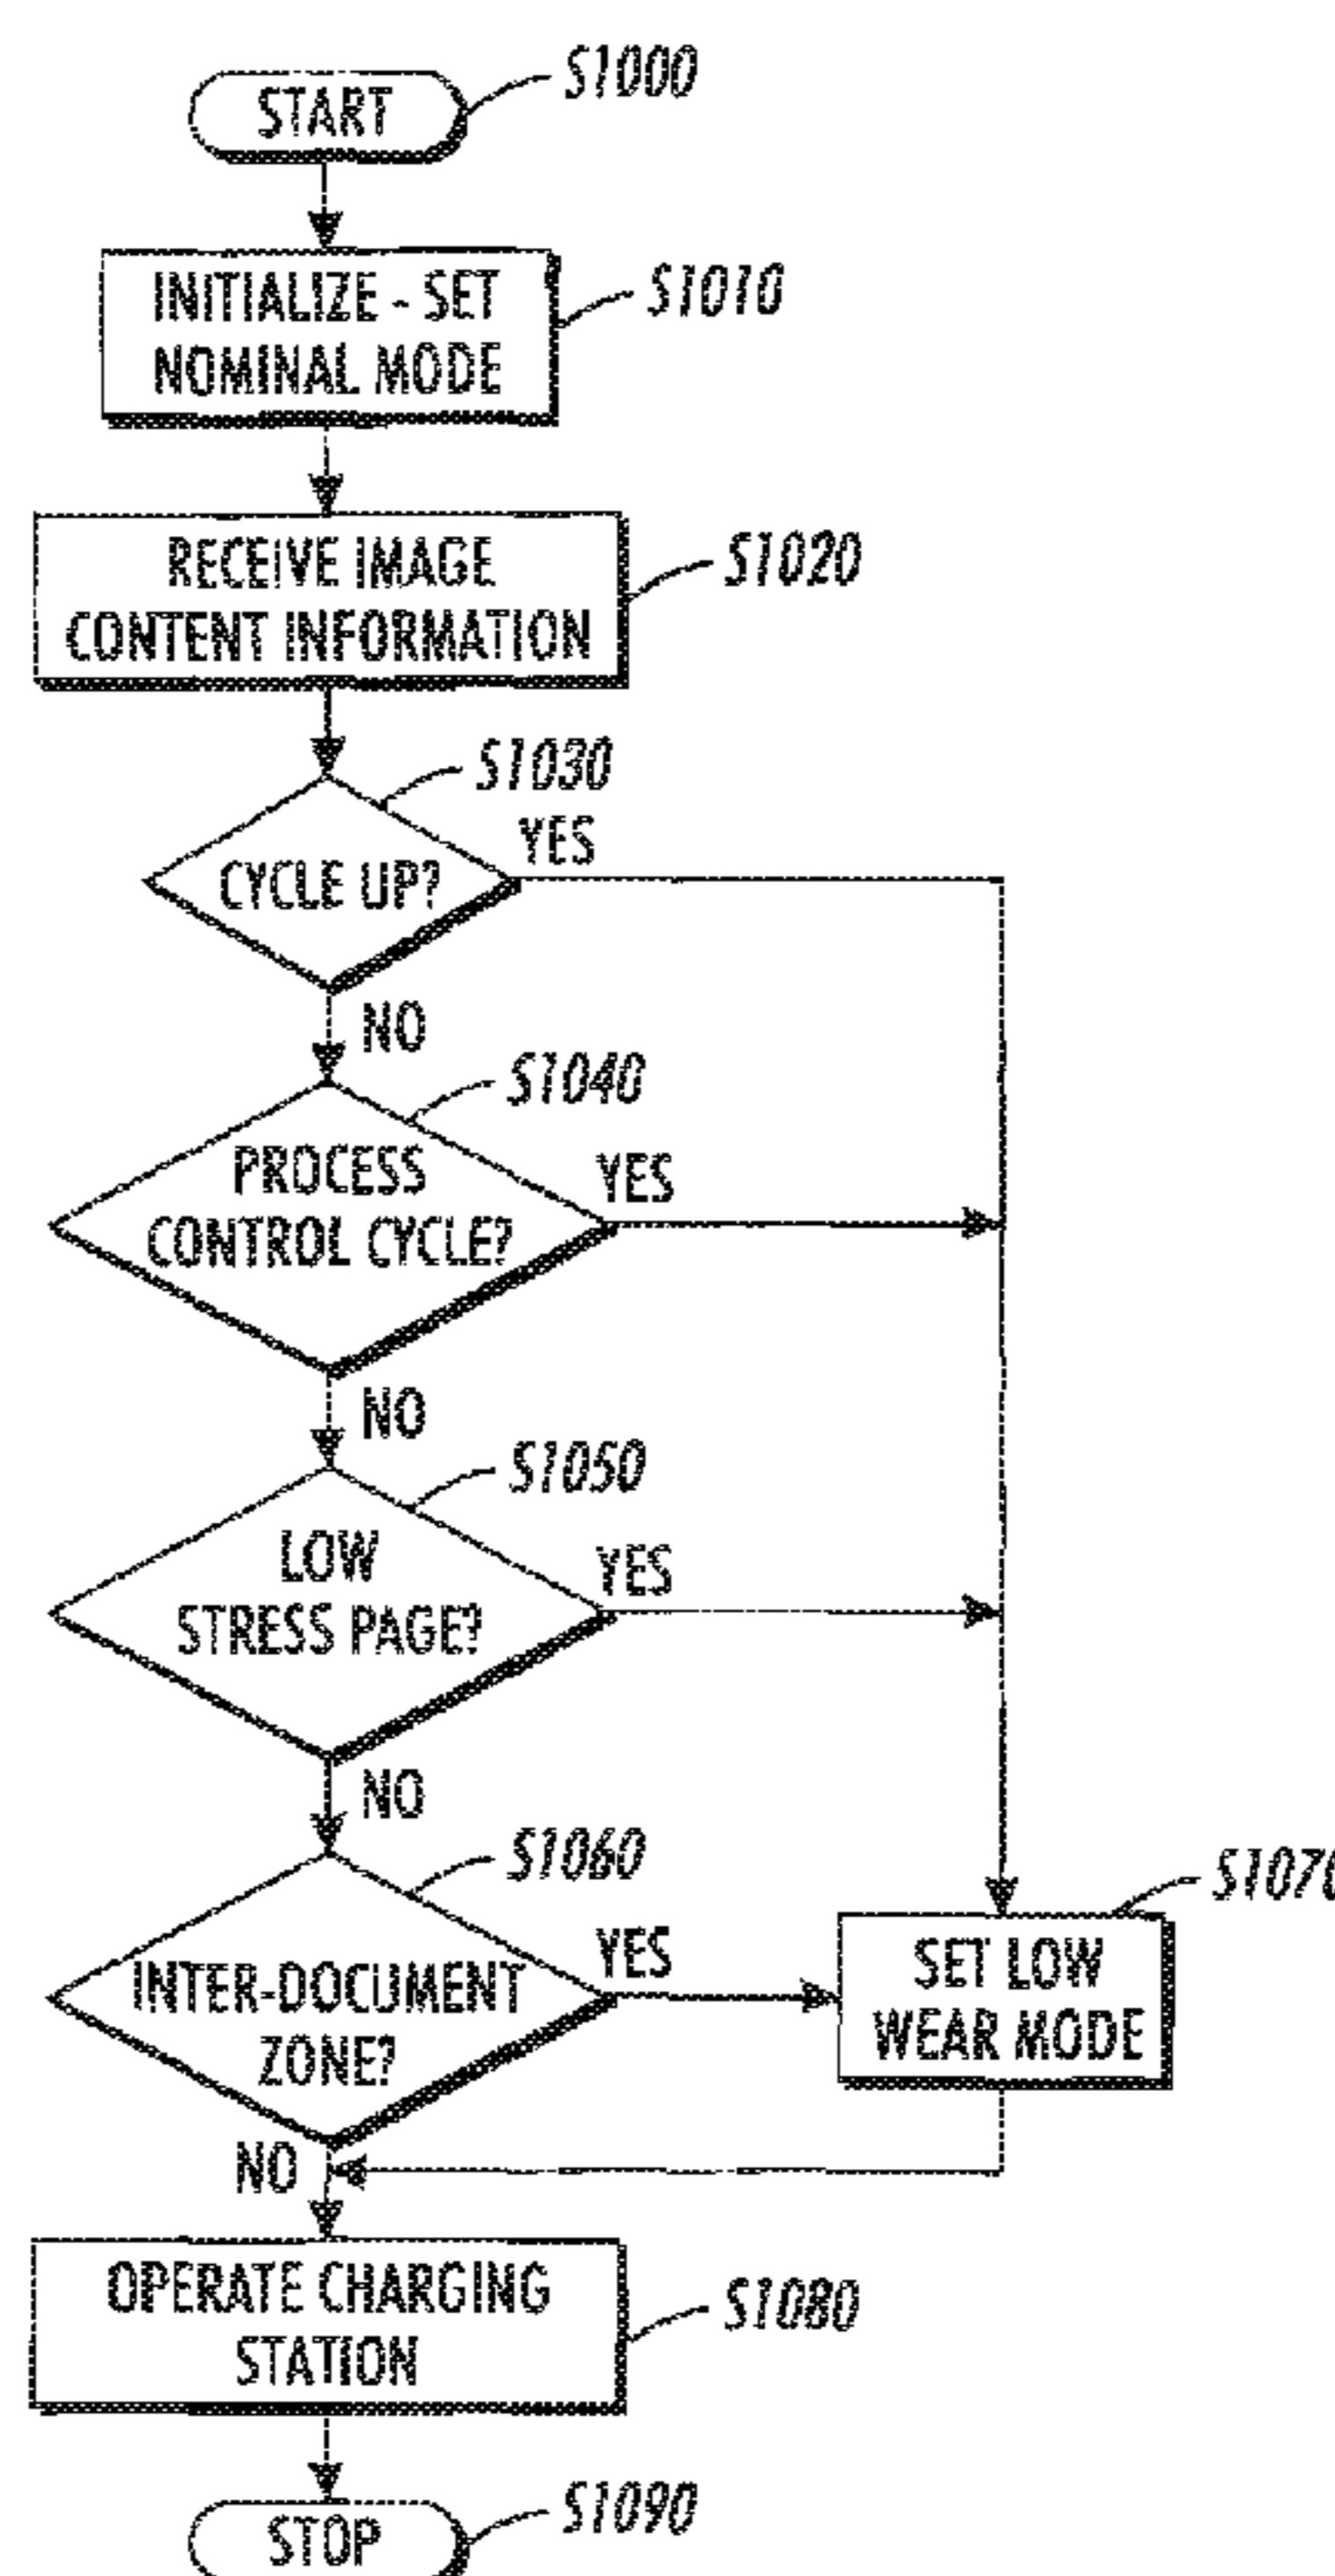 START
S1000
INITIALIZE - SET
NOMINAL MODE
S1010
RECEIVE IMAGE
CONTENT INFORMATION
S1020
S1030
CYCLE UP?
YES
NO
S1040
PROCESS
CONTROL CYCLE?
YES
NO
S1050
LOW
STRESS PAGE?
YES
NO
S1060
INTER-DOCUMENT
ZONE?
YES
S1070
SET LOW
WEAR MODE
NO
OPERATE CHARGING
STATION
S1080
STOP
S1090